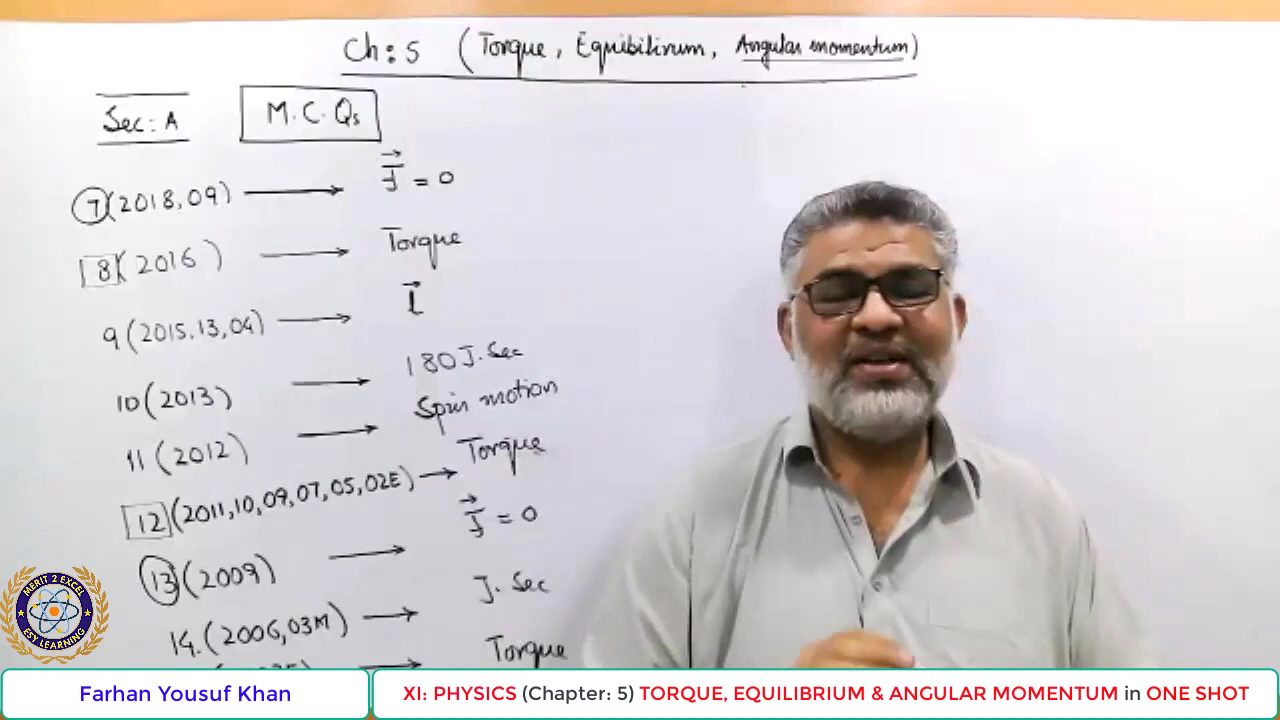 Ch: 5 (Torque, Equibilirum, Angular momentum)
Sec: A M.C.Qs
7 (2018,09) → F = 0
8 (2016) → Torque
9 (2015,13,04) → L
10 (2013) → 180 J. Sec
11 (2012) → Spin motion
12 (2011,10,09,07,05,02E) → Torque
13 (2009) → F = 0
14. (2006,03M) → J. Sec
→ Torque
MERIT 2 EXCEL
ESY LEARNING
Farhan Yousuf Khan
XI: PHYSICS (Chapter: 5) TORQUE, EQUILIBRIUM & ANGULAR MOMENTUM in ONE SHOT